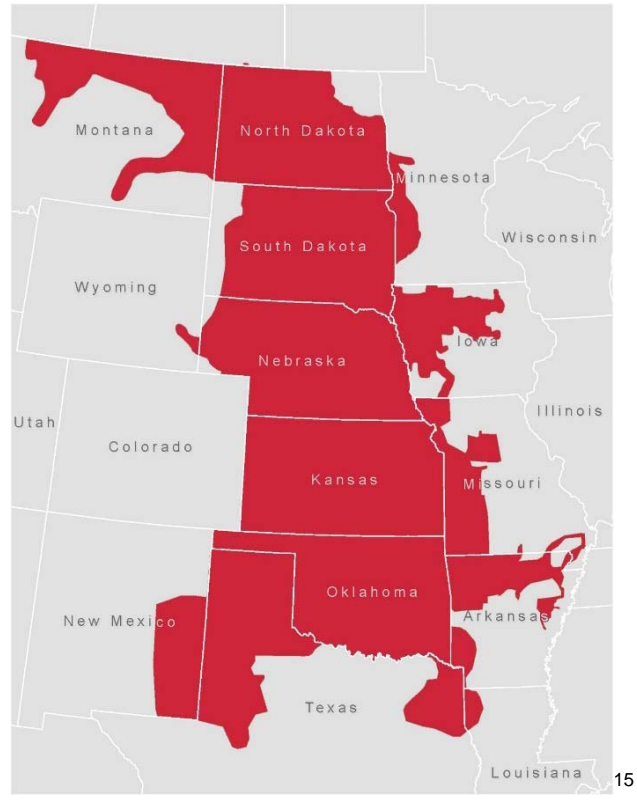 Montana
North Dakota
Minnesota
South Dakota
Wisconsin
Wyoming
Iowa
Nebraska
Illinois
Utah
Colorado
Kansas
Missouri
Oklahoma
New Mexico
Arkansas
Texas
Louisiana
15